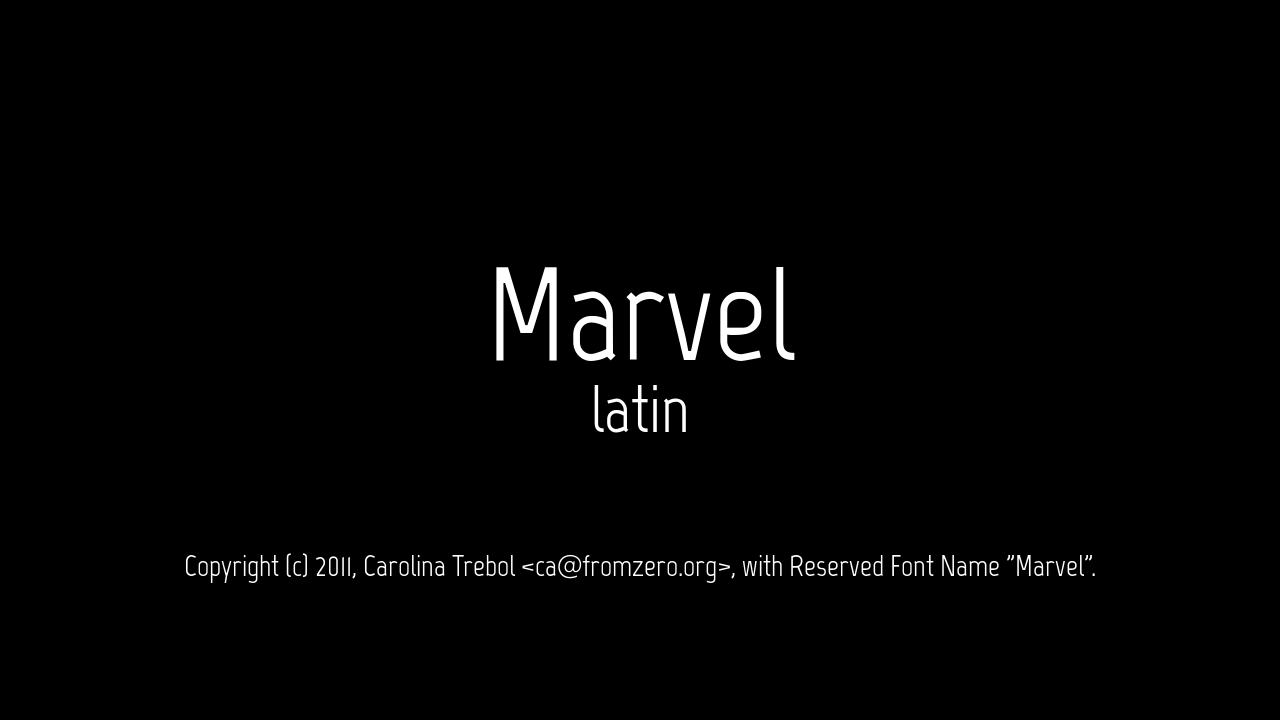 Marvel
latin
Copyright (c) 2011, Carolina Trebol <ca@fromzero.org>, with Reserved Font Name "Marvel".